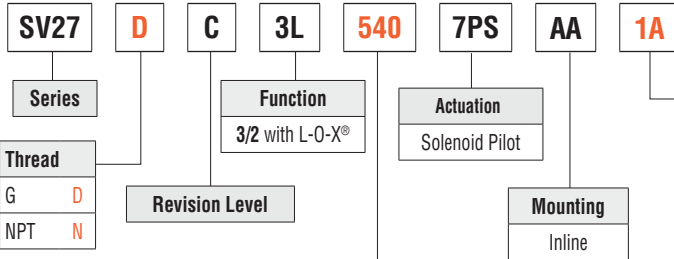 SV27 D C 3L 540 7PS AA 1A
Series
Function
3/2 with L-O-X®
Actuation
Solenoid Pilot
Thread
G D
NPT N
Revision Level
Mounting
Inline